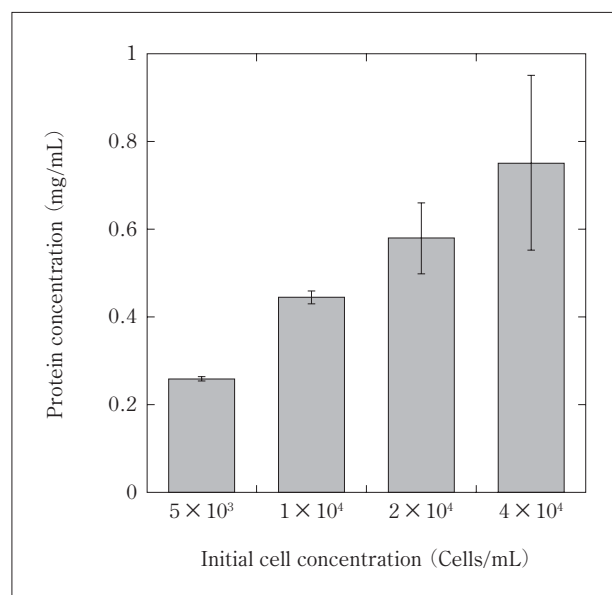 1
0.8
0.6
0.4
0.2
0
Protein concentration (mg/mL)
5 × 10³ 1 × 10⁴ 2 × 10⁴ 4 × 10⁴
Initial cell concentration (Cells/mL)